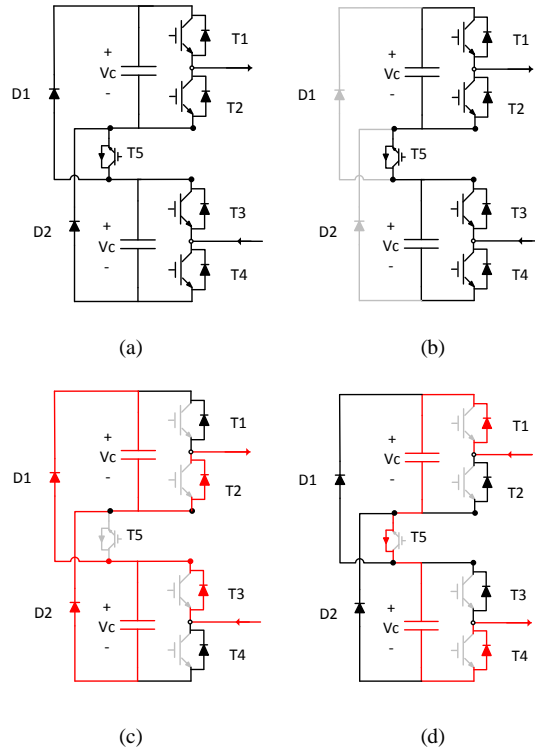 +
Vc
-
T1
T2
D1
T5
D2
+
Vc
-
T3
T4
(a)
+
Vc
-
T1
T2
D1
T5
D2
+
Vc
-
T3
T4
(b)
+
Vc
-
T1
T2
D1
T5
D2
+
Vc
-
T3
T4
(c)
+
Vc
-
T1
T2
D1
T5
D2
+
Vc
-
T3
T4
(d)